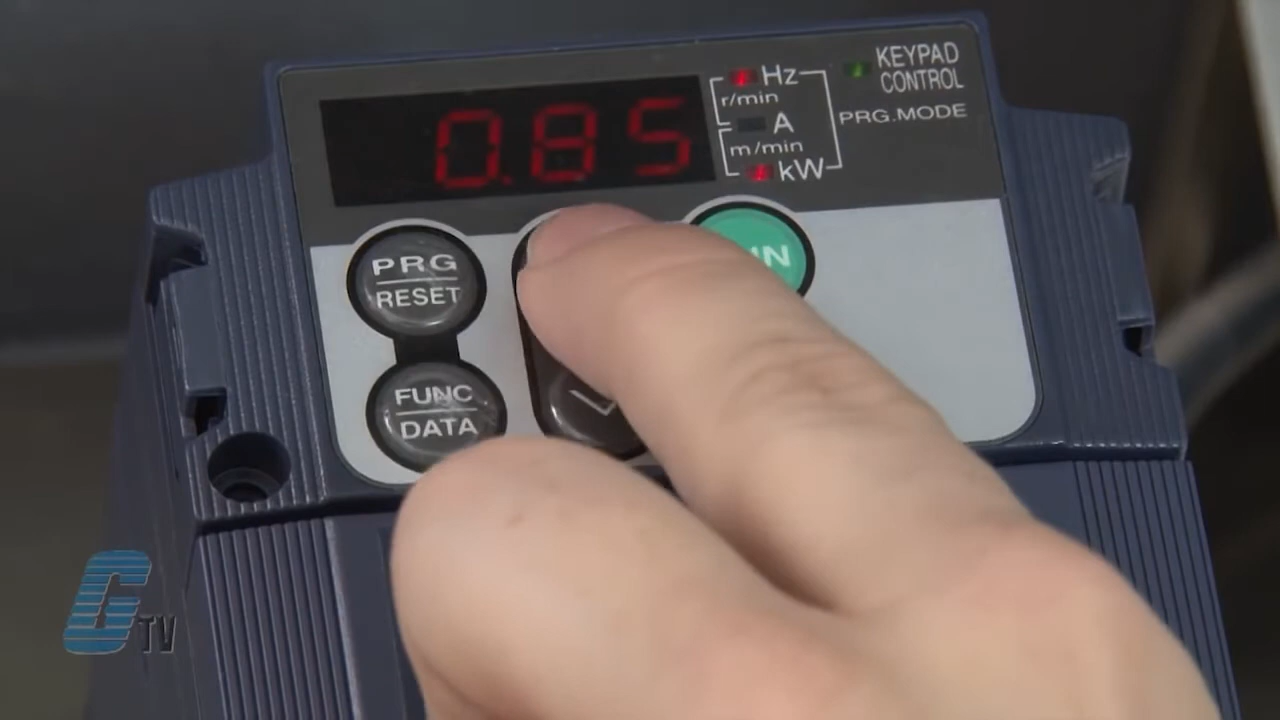 0.85
Hz
r/min
A
m/min
kW
KEYPAD
CONTROL
PRG.MODE
PRG
RESET
FUNC
DATA
G TV